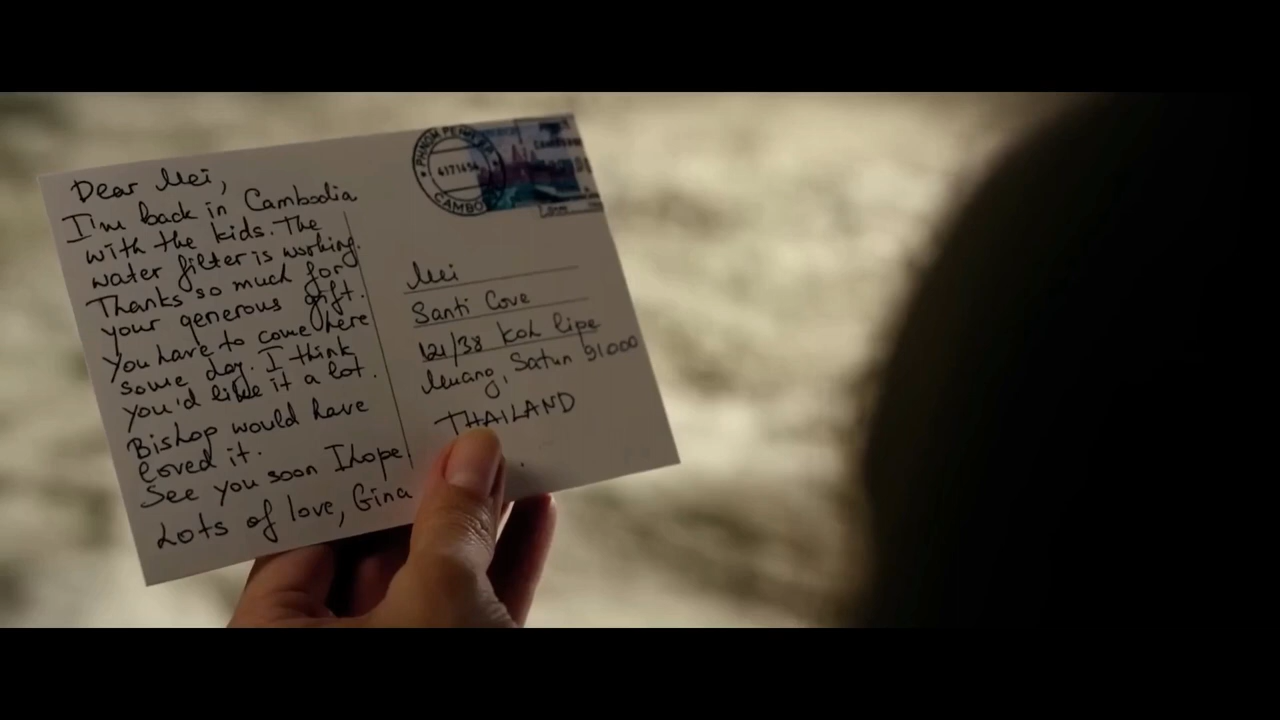 Dear Mei,
I'm back in Cambodia
with the kids. The
water filter is working.
Thanks so much for
your generous gift.
You have to come here
some day. I think
you'd like it a lot.
Bishop would have
loved it.
See you soon I hope!
Lots of love, Gina
PHNOM PENH
CAMBO
Mei
Santi Cove
121/38 Koh Lipe
Muang, Satun 91000
THAILAND